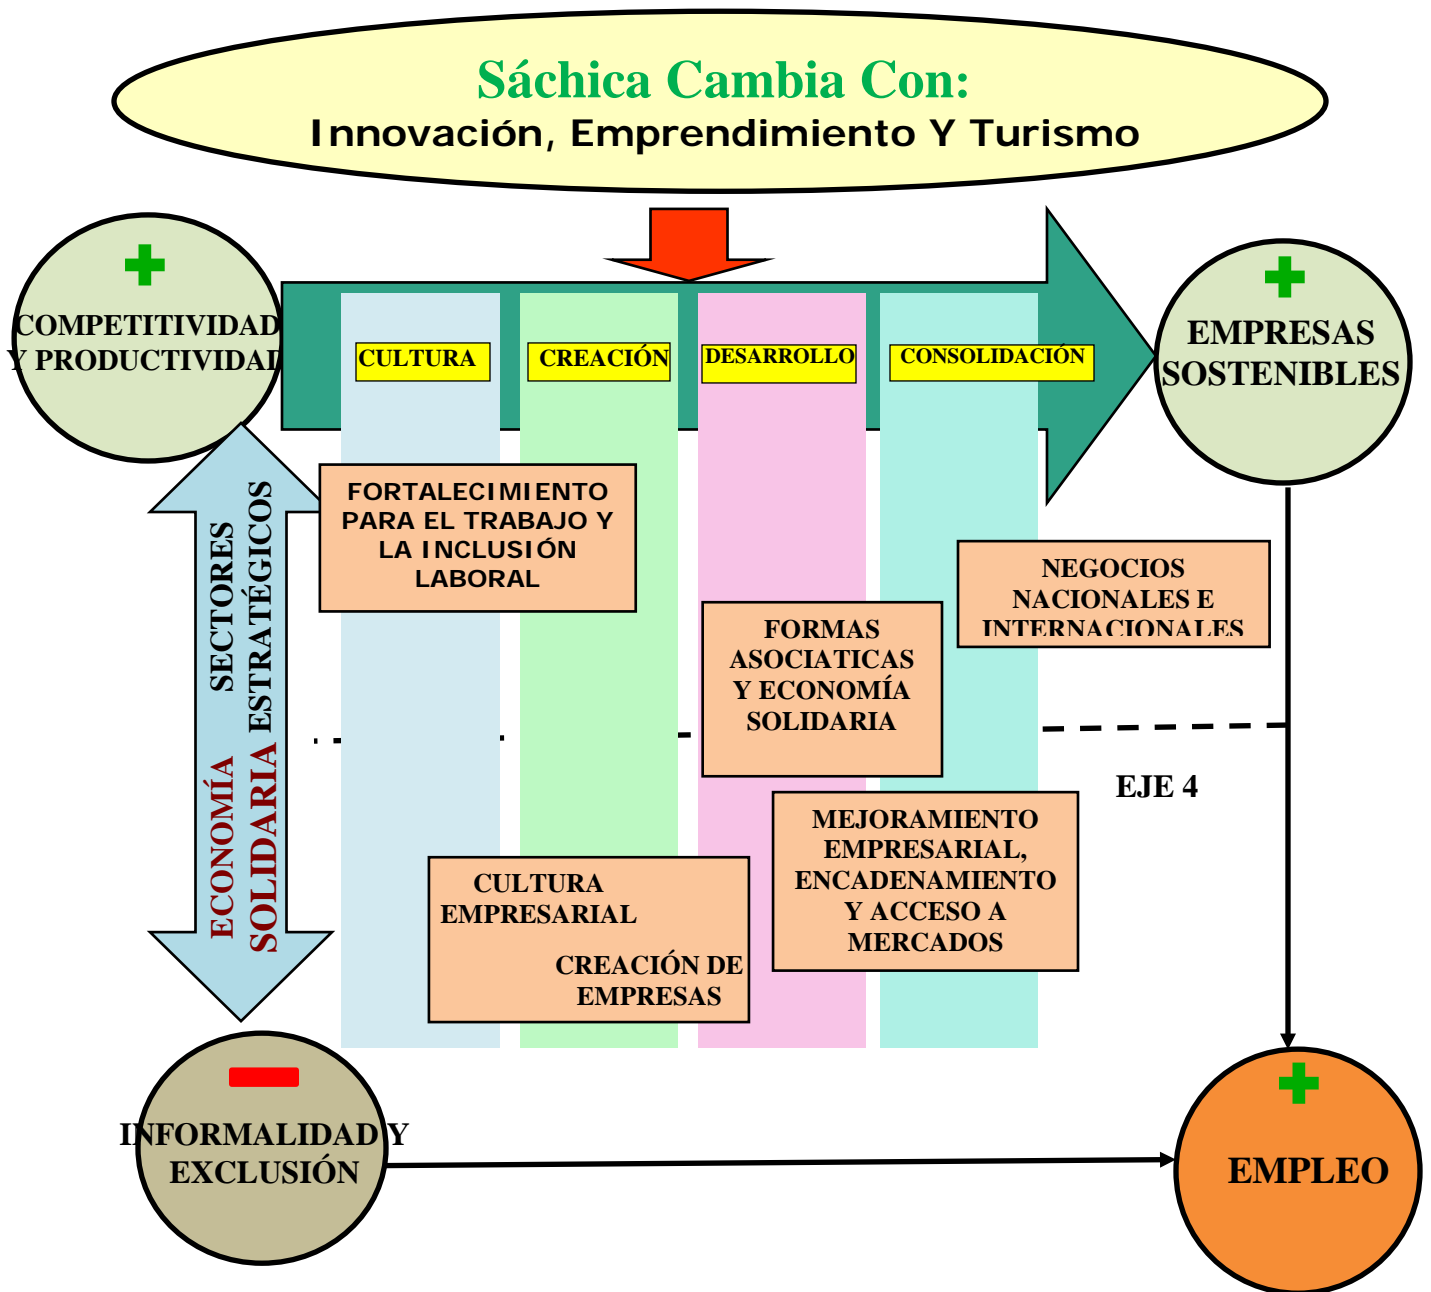 Sáchica Cambia Con:
Innovación, Emprendimiento Y Turismo
COMPETITIVIDAD
Y PRODUCTIVIDAD
CULTURA
CREACIÓN
DESARROLLO
CONSOLIDACIÓN
EMPRESAS
SOSTENIBLES
SECTORES
ESTRATÉGICOS
ECONOMÍA
SOLIDARIA
FORTALECIMIENTO
PARA EL TRABAJO Y
LA INCLUSIÓN
LABORAL
NEGOCIOS
NACIONALES E
INTERNACIONALES
FORMAS
ASOCIATICAS
Y ECONOMÍA
SOLIDARIA
EJE 4
MEJORAMIENTO
EMPRESARIAL,
ENCADENAMIENTO
Y ACCESO A
MERCADOS
CULTURA
EMPRESARIAL
CREACIÓN DE
EMPRESAS
INFORMALIDAD Y
EXCLUSIÓN
EMPLEO